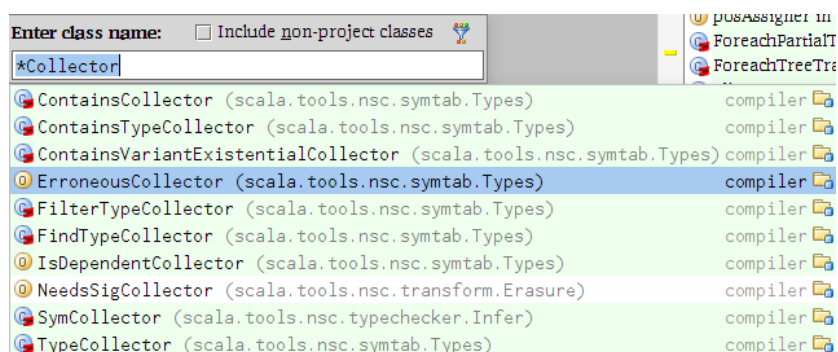 Enter class name: Include non-project classes
*Collector
ContainsCollector (scala.tools.nsc.symtab.Types) compiler
ContainsTypeCollector (scala.tools.nsc.symtab.Types) compiler
ContainsVariantExistentialCollector (scala.tools.nsc.symtab.Types) compiler
ErroneousCollector (scala.tools.nsc.symtab.Types) compiler
FilterTypeCollector (scala.tools.nsc.symtab.Types) compiler
FindTypeCollector (scala.tools.nsc.symtab.Types) compiler
IsDependentCollector (scala.tools.nsc.symtab.Types) compiler
NeedsSigCollector (scala.tools.nsc.transform.Erasure) compiler
SymCollector (scala.tools.nsc.typechecker.Infer) compiler
TypeCollector (scala.tools.nsc.symtab.Types) compiler
posAssigner in
ForeachPartialT
ForeachTreeTra